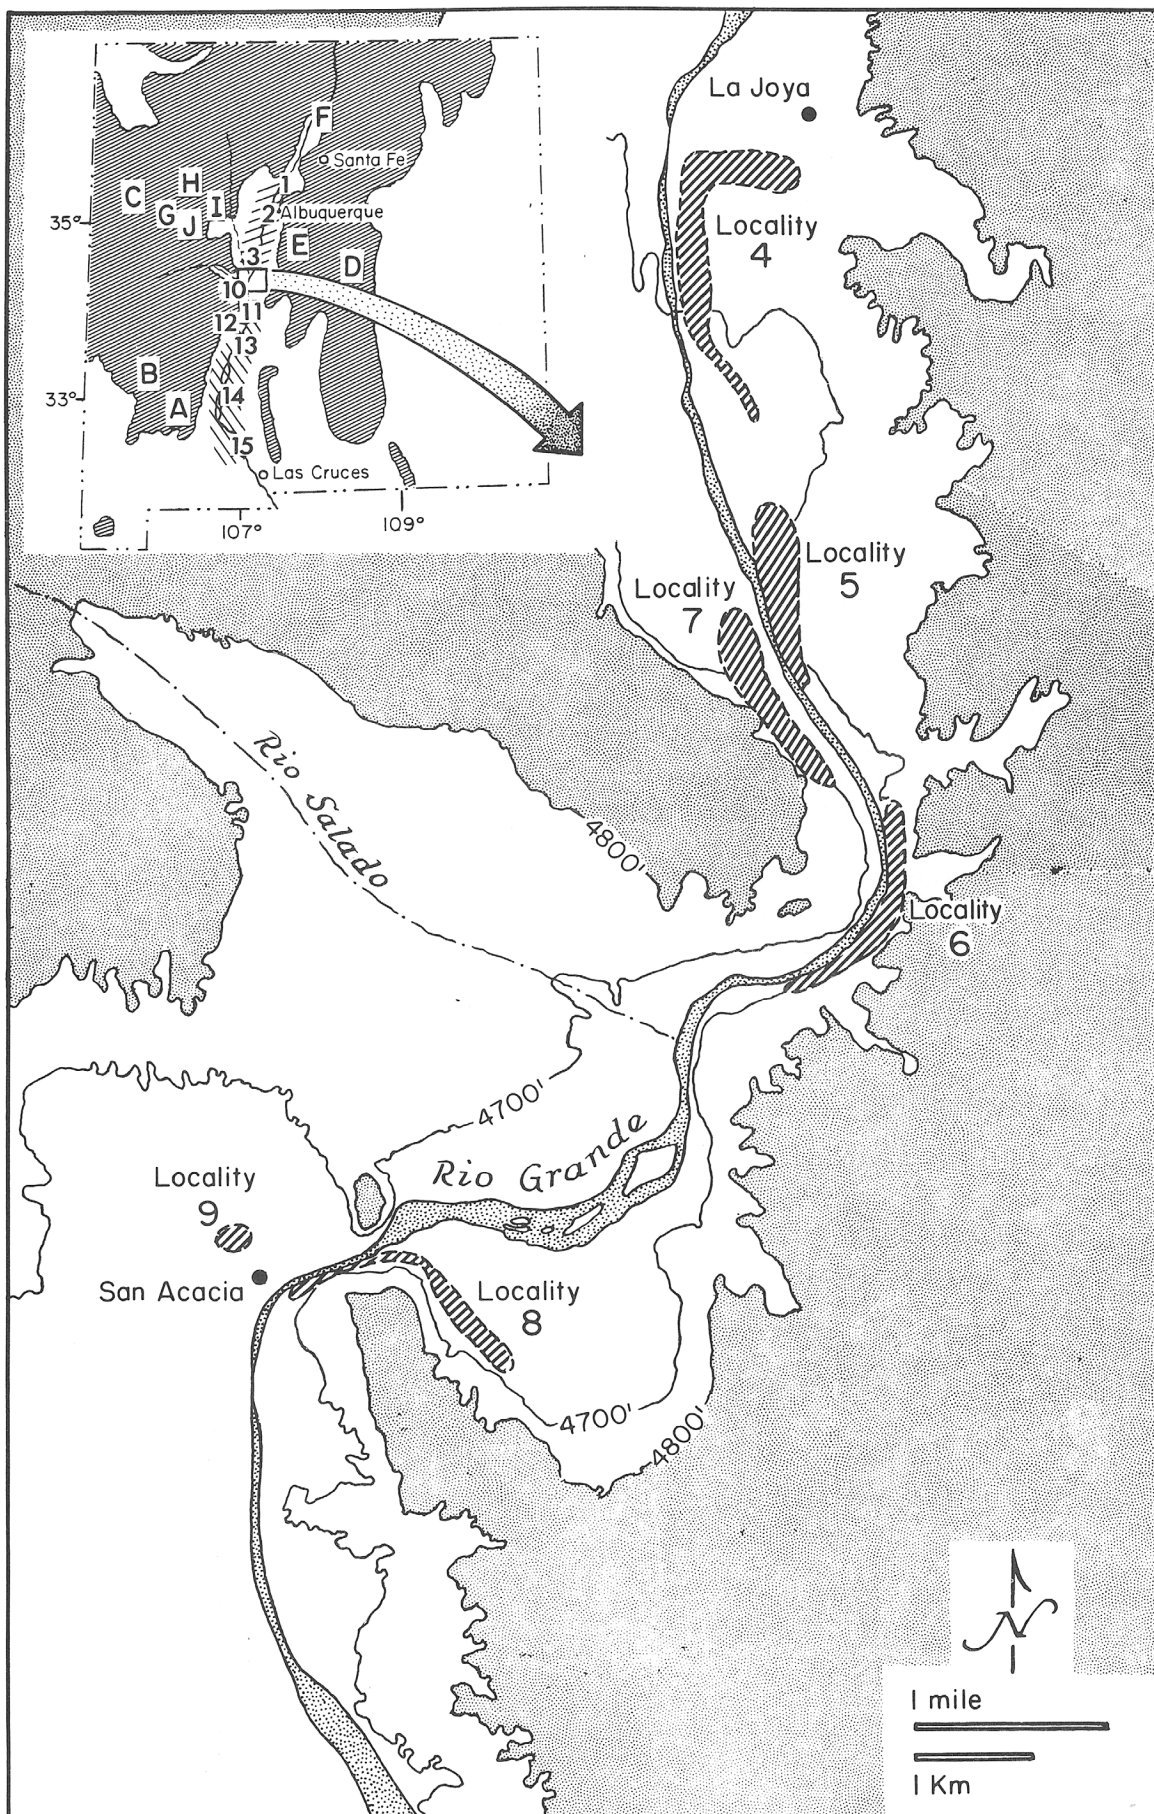 La Joya
F
Santa Fe
1
H
C
I
G
2
Albuquerque
J
35°
E
3
D
10
11
12
13
B
33°
14
A
15
Las Cruces
107°
109°
Locality
4
Locality
5
Locality
7
Rio Salado
4800'
Locality
6
4700'
Rio Grande
Locality
9
San Acacia
Locality
8
4700'
4800'
N
1 mile
1 Km